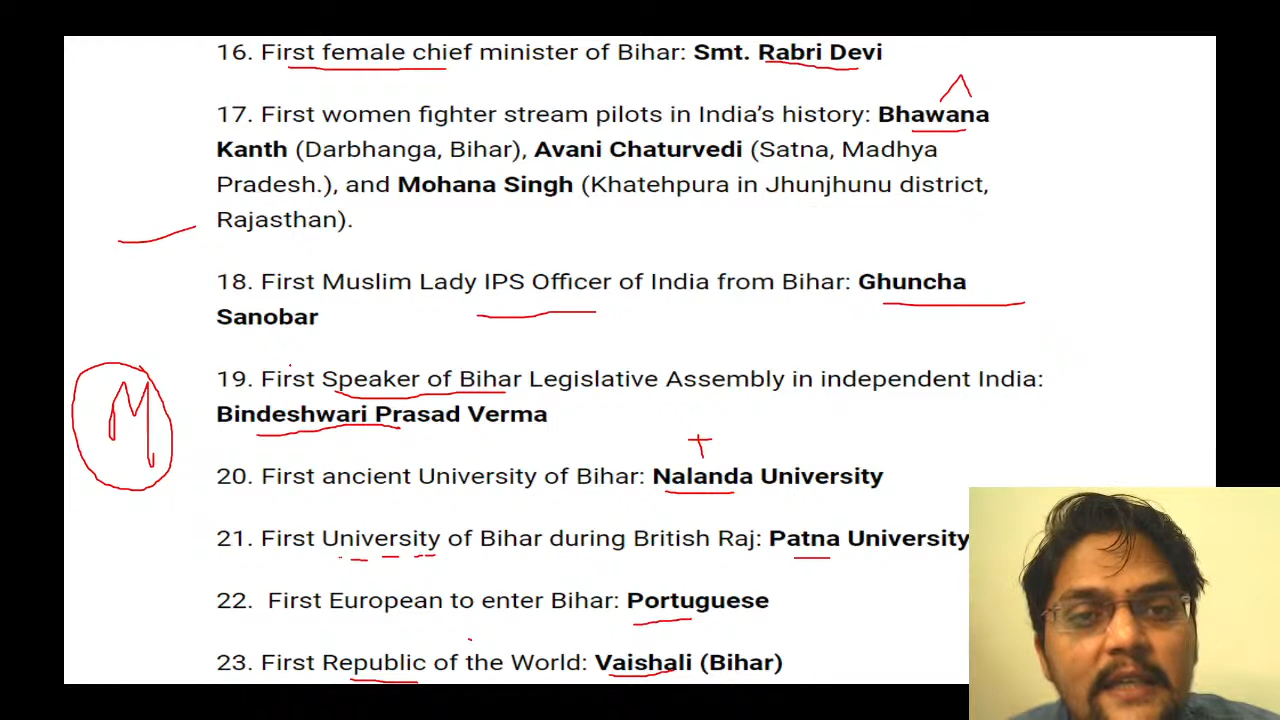 16. First female chief minister of Bihar: Smt. Rabri Devi
17. First women fighter stream pilots in India’s history: Bhawana
Kanth (Darbhanga, Bihar), Avani Chaturvedi (Satna, Madhya
Pradesh.), and Mohana Singh (Khatehpura in Jhunjhunu district,
Rajasthan).
18. First Muslim Lady IPS Officer of India from Bihar: Ghuncha
Sanobar
19. First Speaker of Bihar Legislative Assembly in independent India:
Bindeshwari Prasad Verma
M
20. First ancient University of Bihar: Nalanda University
21. First University of Bihar during British Raj: Patna University
22. First European to enter Bihar: Portuguese
23. First Republic of the World: Vaishali (Bihar)